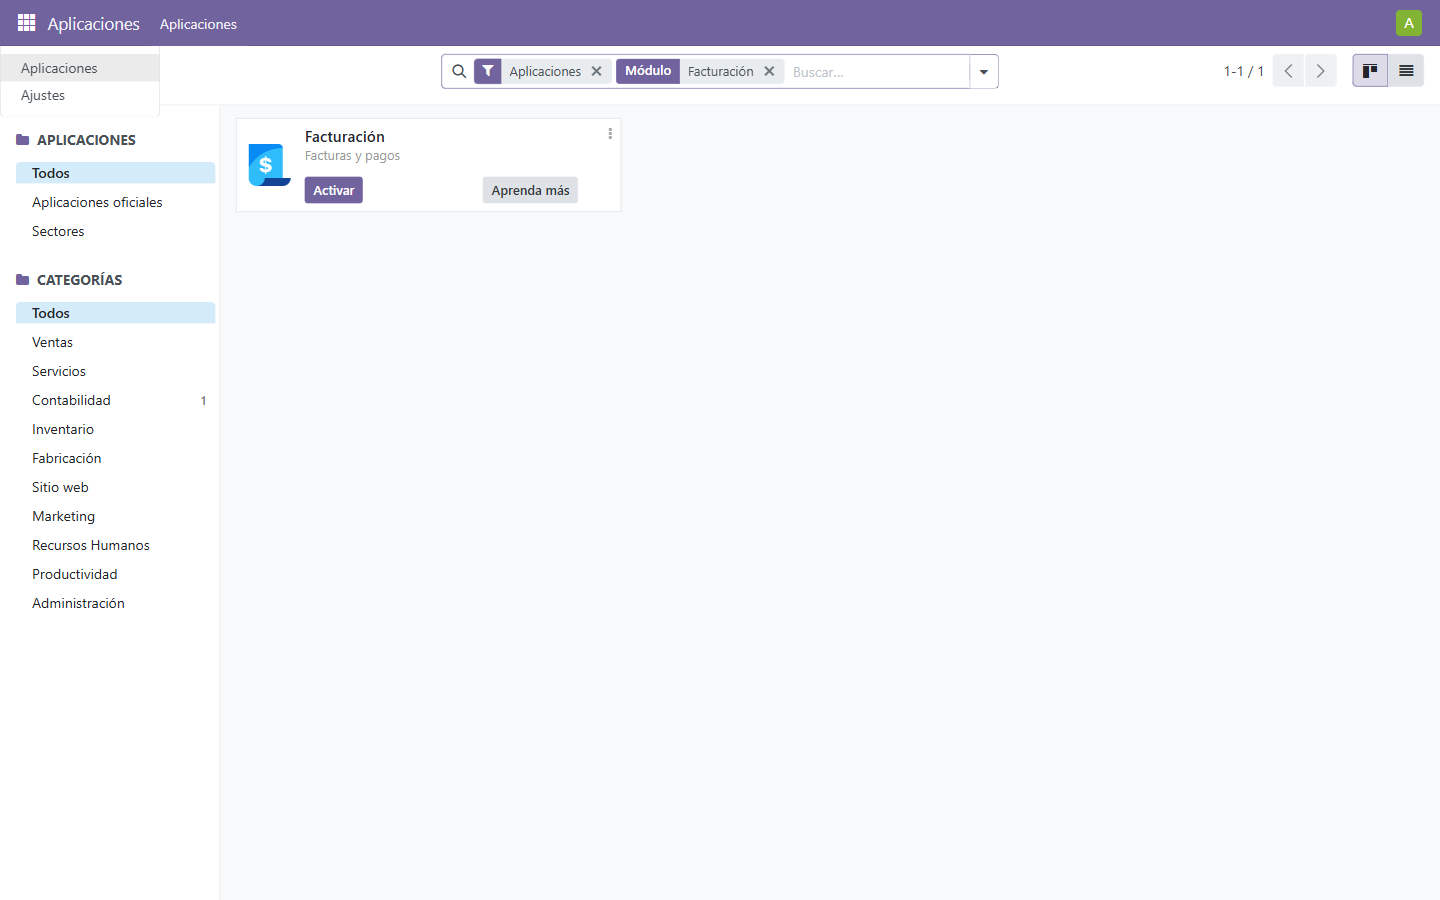 Aplicaciones Aplicaciones A
Aplicaciones
Ajustes
Aplicaciones Módulo Facturación Buscar... 1-1 / 1
APLICACIONES
Todos
Aplicaciones oficiales
Sectores
CATEGORÍAS
Todos
Ventas
Servicios
Contabilidad 1
Inventario
Fabricación
Sitio web
Marketing
Recursos Humanos
Productividad
Administración
$
Facturación
Facturas y pagos
Activar Aprenda más